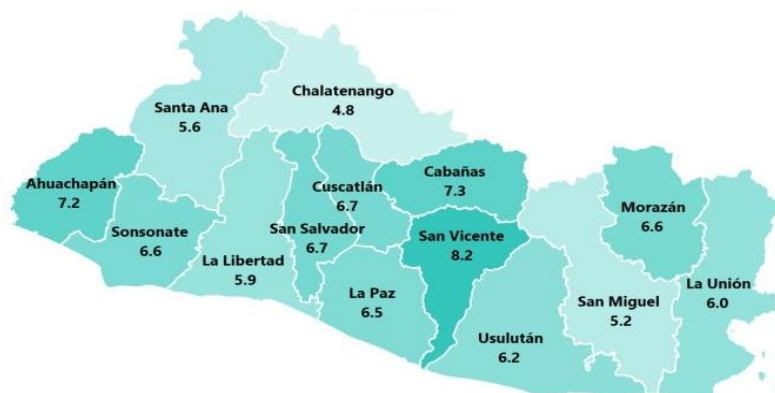 Chalatenango
4.8
Santa Ana
5.6
Ahuachapán
7.2
Sonsonate
6.6
La Libertad
5.9
San Salvador
6.7
Cuscatlán
6.7
Cabañas
7.3
San Vicente
8.2
La Paz
6.5
Usulután
6.2
San Miguel
5.2
Morazán
6.6
La Unión
6.0